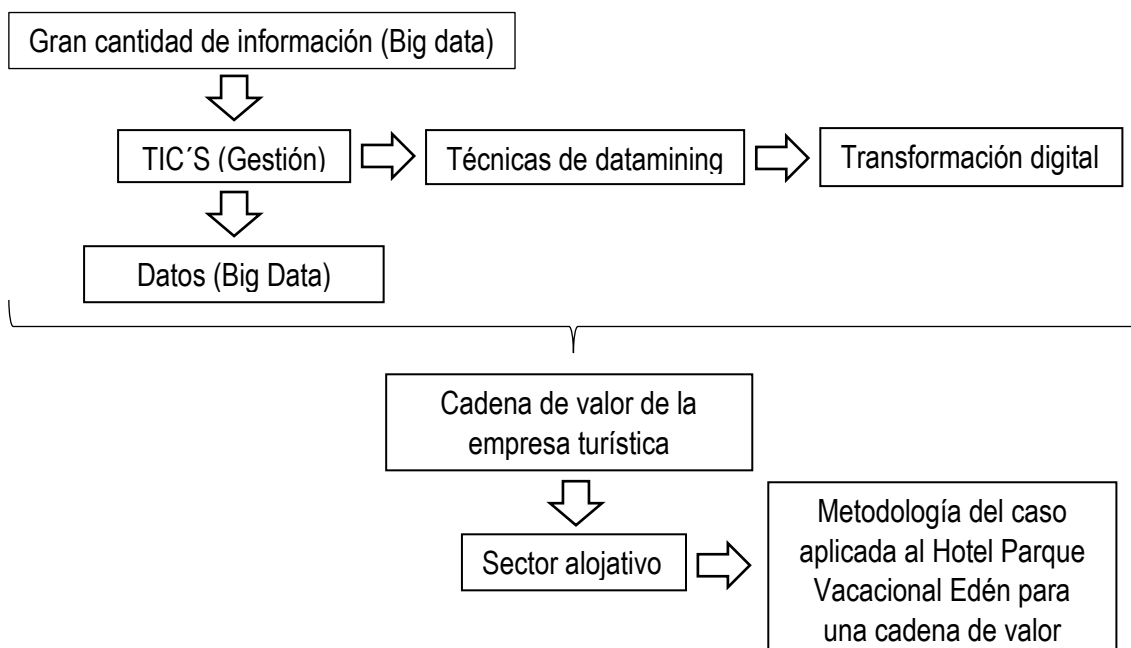 Gran cantidad de información (Big data)
TIC´S (Gestión)
Técnicas de datamining
Transformación digital
Datos (Big Data)
Cadena de valor de la
empresa turística
Sector alojativo
Metodología del caso
aplicada al Hotel Parque
Vacacional Edén para
una cadena de valor